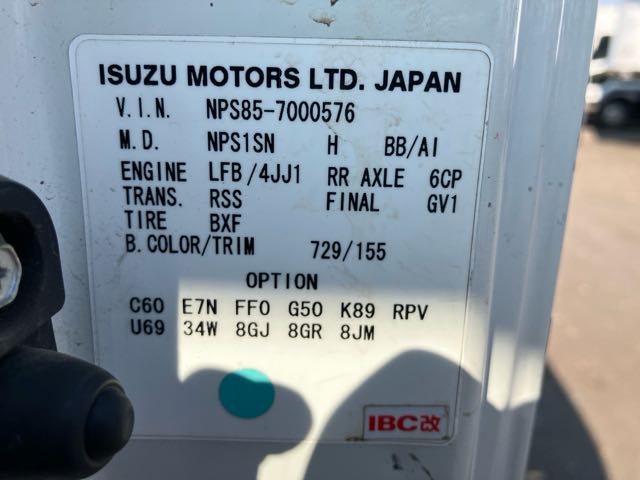 ISUZU MOTORS LTD. JAPAN
V.I.N. NPS85-7000576
M.D. NPS1SN H BB/AI
ENGINE LFB/4JJ1 RR AXLE 6CP
TRANS. RSS FINAL GV1
TIRE BXF
B.COLOR/TRIM 729/155
OPTION
C60 E7N FF0 G50 K89 RPV
U69 34W 8GJ 8GR 8JM
IBC改